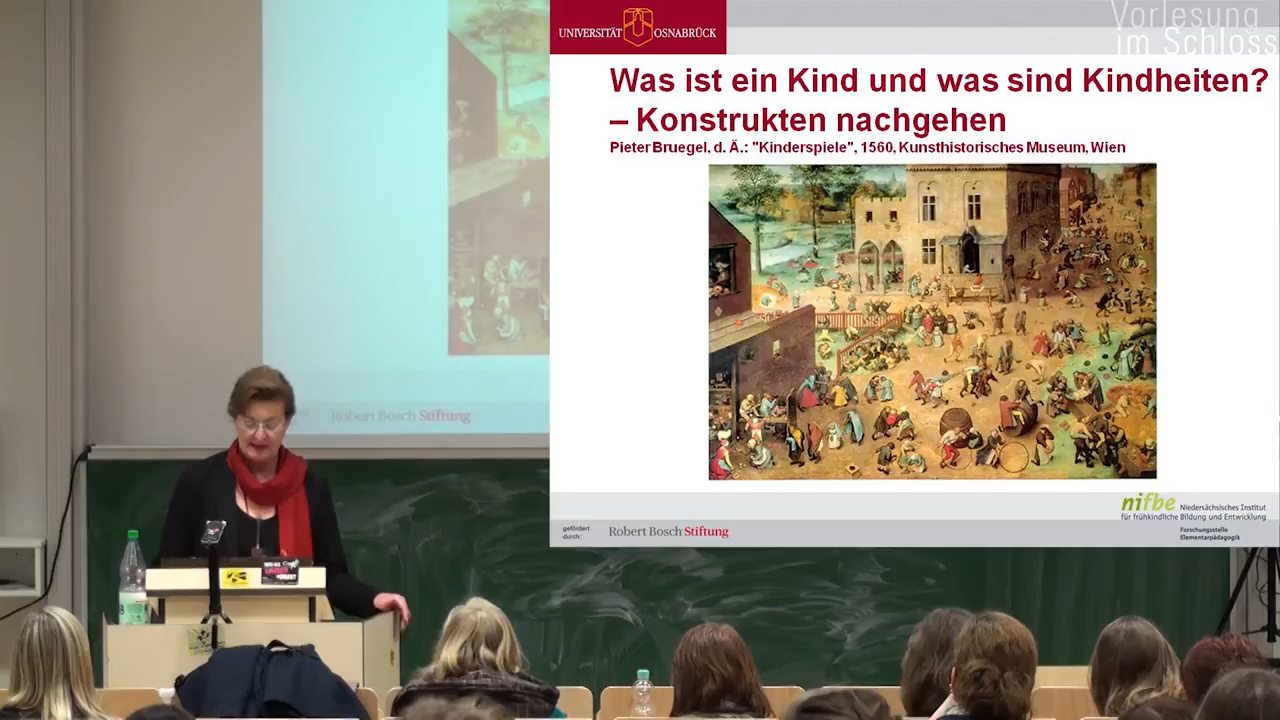 UNIVERSITÄT OSNABRÜCK
Vorlesung
im Schloss
Was ist ein Kind und was sind Kindheiten?
– Konstrukten nachgehen
Pieter Bruegel, d. Ä.: "Kinderspiele", 1560, Kunsthistorisches Museum, Wien
Robert Bosch Stiftung
nifbe Niedersächsisches Institut
für frühkindliche Bildung und Entwicklung
gefördert
durch:
Robert Bosch Stiftung
Forschungsstelle
Elementarpädagogik